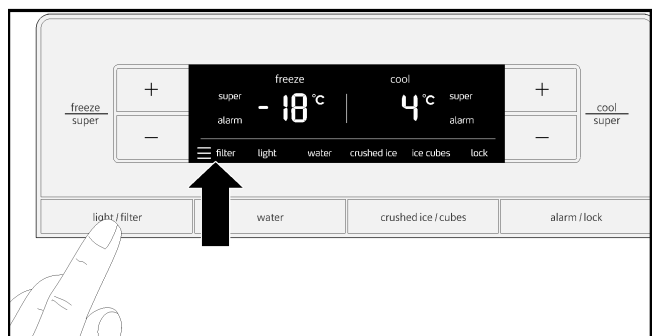 freeze
super
+
−
freeze
cool
super
alarm
-18 °C
4 °C
super
alarm
filter light water crushed ice ice cubes lock
+
−
cool
super
light / filter
water
crushed ice / cubes
alarm / lock